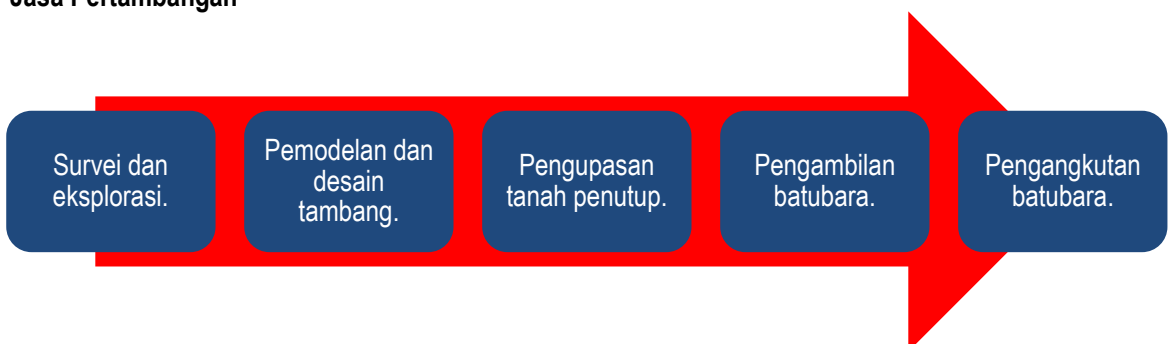 Jasa Pertambangan
Survei dan
eksplorasi.
Pemodelan dan
desain
tambang.
Pengupasan
tanah penutup.
Pengambilan
batubara.
Pengangkutan
batubara.